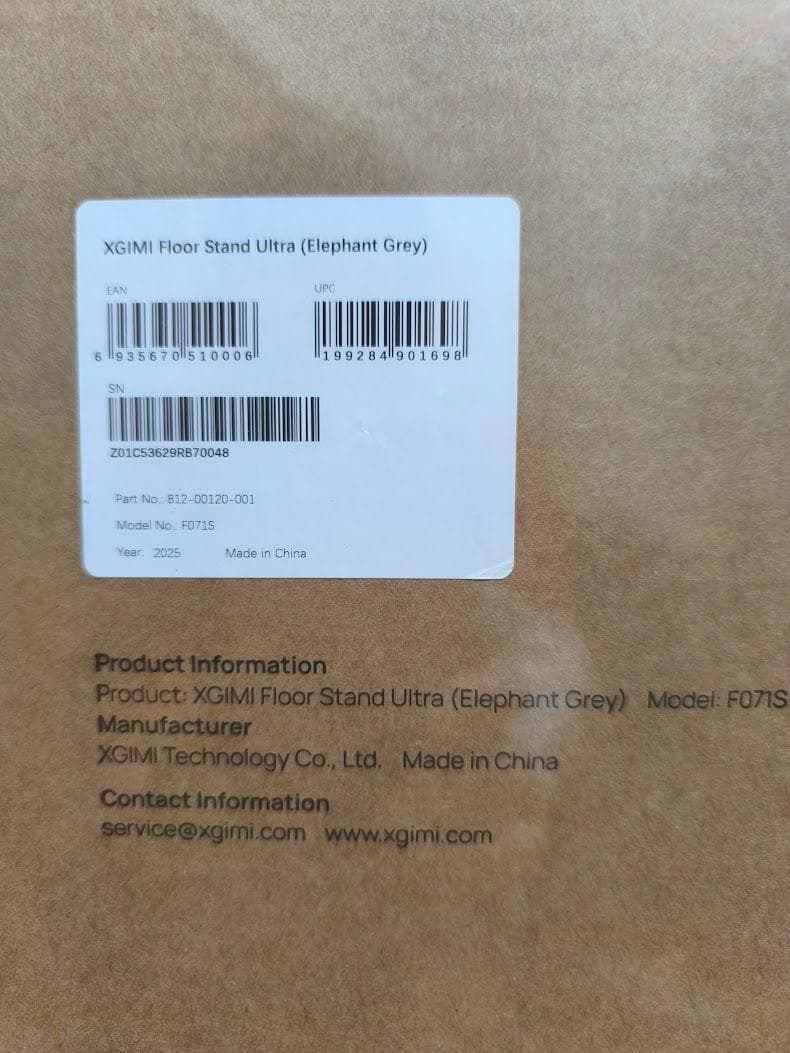 XGIMI Floor Stand Ultra (Elephant Grey)
EAN UPC
6 935670 510006 199284 901698
SN
Z01C53629RB70048
Part No.: 812-00120-001
Model No.: F071S
Year: 2025 Made in China
Product Information
Product: XGIMI Floor Stand Ultra (Elephant Grey) Model: F071S
Manufacturer
XGIMI Technology Co., Ltd. Made in China
Contact Information
service@xgimi.com www.xgimi.com